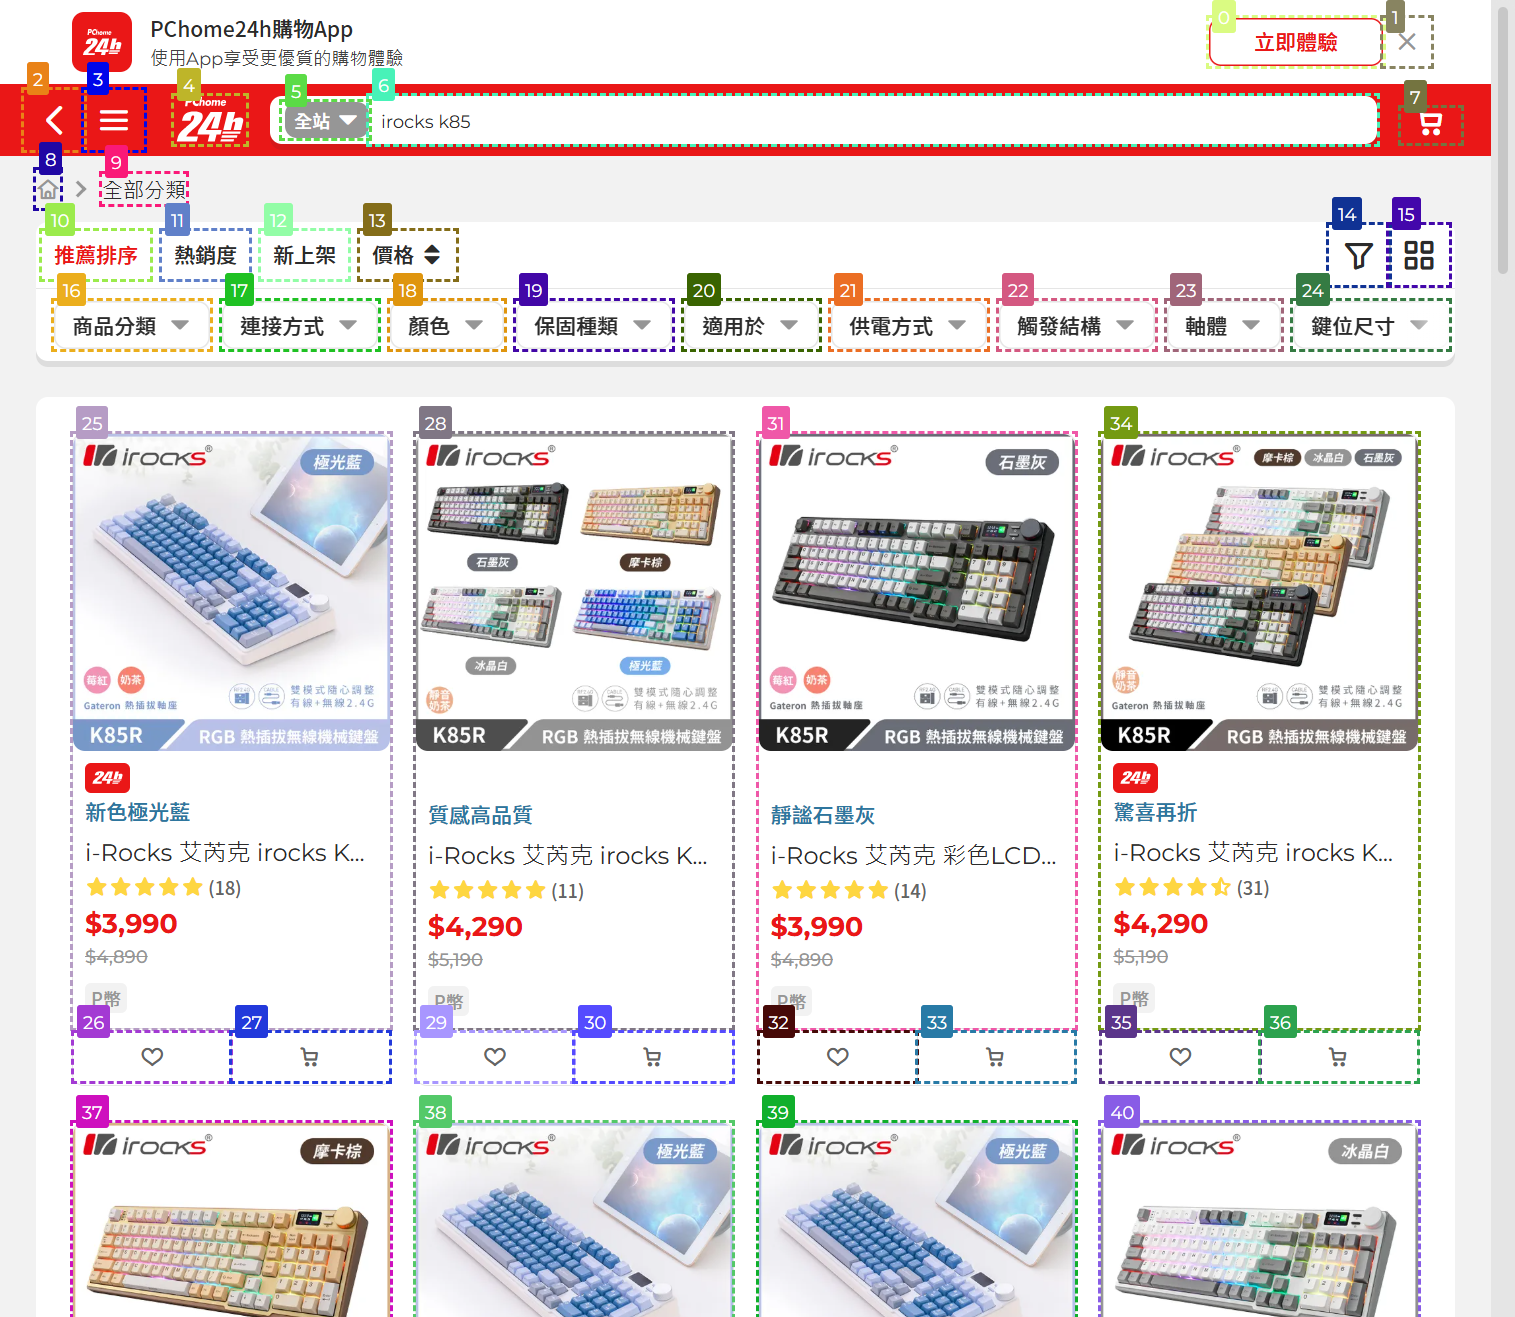 PChome
24h
PChome24h購物App
使用App享受更優質的購物體驗
0
立即體驗
1
2
3
4
PChome
24h
5
全站
6
irocks k85
7
8
9
全部分類
10
推薦排序
11
熱銷度
12
新上架
13
價格
14
15
16
商品分類
17
連接方式
18
顏色
19
保固種類
20
適用於
21
供電方式
22
觸發結構
23
軸體
24
鍵位尺寸
25
irocks®
極光藍
莓紅
奶茶
Gateron 熱插拔軸座
雙模式隨心調整
有線+無線2.4G
K85R
RGB 熱插拔無線機械鍵盤
24h
新色極光藍
i-Rocks 艾芮克 irocks K...
(18)
$3,990
$4,890
P幣
26
27
28
irocks®
石墨灰
摩卡棕
冰晶白
極光藍
靜音
奶茶
雙模式隨心調整
有線+無線2.4G
K85R
RGB 熱插拔無線機械鍵盤
質感高品質
i-Rocks 艾芮克 irocks K...
(11)
$4,290
$5,190
P幣
29
30
31
irocks®
石墨灰
莓紅
奶茶
Gateron 熱插拔軸座
雙模式隨心調整
有線+無線2.4G
K85R
RGB 熱插拔無線機械鍵盤
靜謐石墨灰
i-Rocks 艾芮克 彩色LCD...
(14)
$3,990
$4,890
P幣
32
33
34
irocks®
摩卡棕
冰晶白
石墨灰
靜音
奶茶
Gateron 熱插拔軸座
雙模式隨心調整
有線+無線2.4G
K85R
RGB 熱插拔無線機械鍵盤
24h
驚喜再折
i-Rocks 艾芮克 irocks K...
(31)
$4,290
$5,190
P幣
35
36
37
irocks®
摩卡棕
38
irocks®
極光藍
39
irocks®
極光藍
40
irocks®
冰晶白